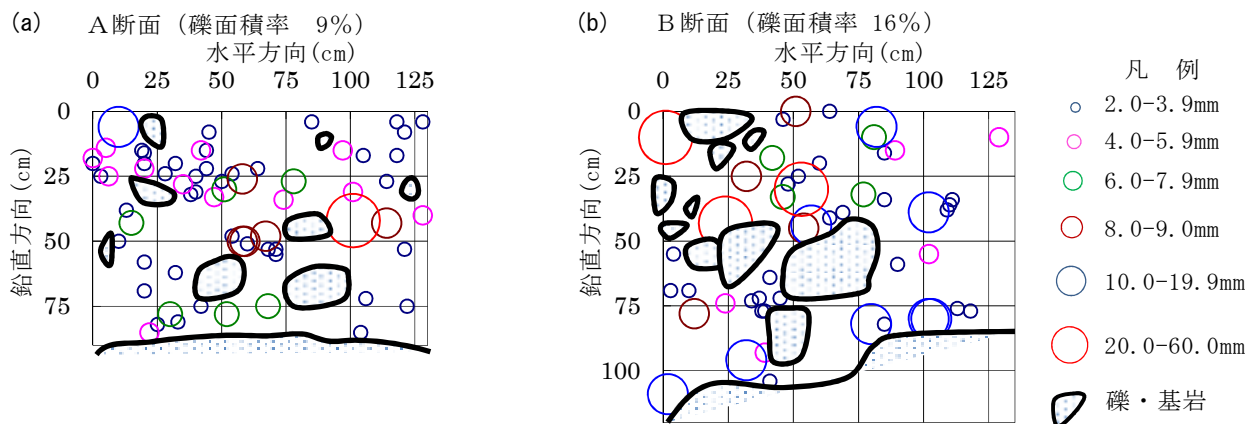 (a) A断面（礫面積率 9%）
水平方向(cm)
0 25 50 75 100 125
0
25
50
75
鉛直方向(cm)
(b) B断面（礫面積率 16%）
水平方向(cm)
0 25 50 75 100 125
0
25
50
75
100
鉛直方向(cm)
凡 例
2.0-3.9mm
4.0-5.9mm
6.0-7.9mm
8.0-9.0mm
10.0-19.9mm
20.0-60.0mm
礫・基岩